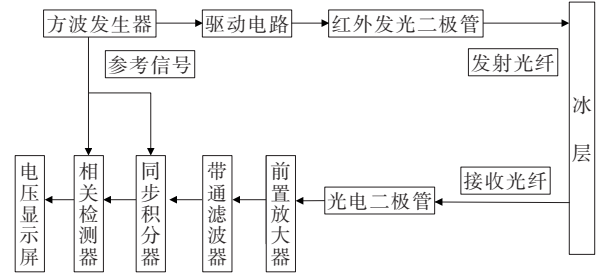 方波发生器
驱动电路
红外发光二极管
参考信号
发射光纤
冰层
电压显示屏
相关检测器
同步积分器
带通滤波器
前置放大器
光电二极管
接收光纤